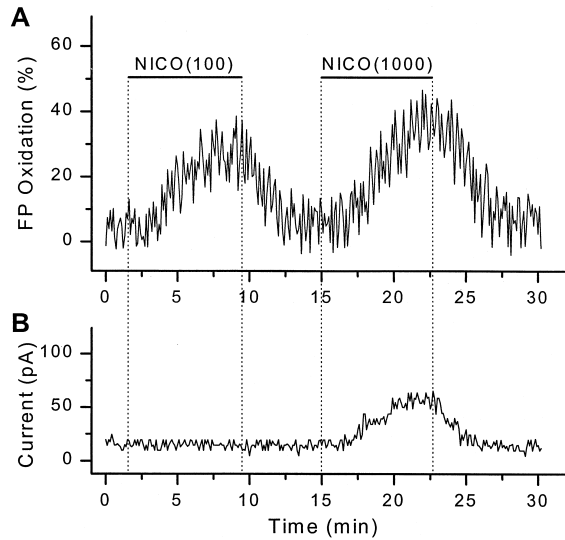 A
NICO(100)
NICO(1000)
FP Oxidation (%)
60
40
20
0
0 5 10 15 20 25 30
B
Current (pA)
100
50
0
0 5 10 15 20 25 30
Time (min)